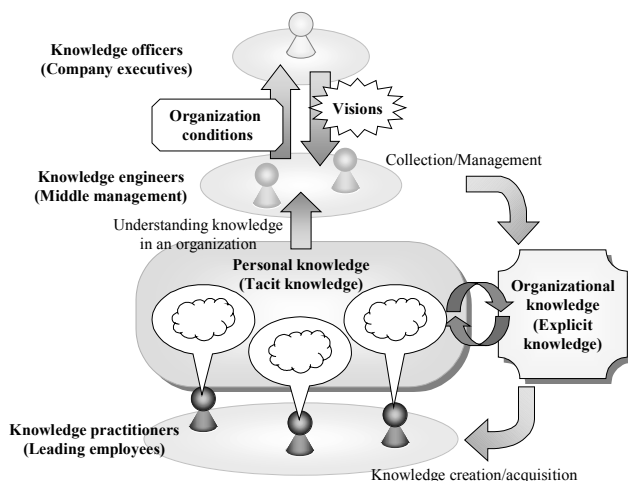 Knowledge officers
(Company executives)
Organization
conditions
Visions
Knowledge engineers
(Middle management)
Collection/Management
Understanding knowledge
in an organization
Personal knowledge
(Tacit knowledge)
Organizational
knowledge
(Explicit
knowledge)
Knowledge practitioners
(Leading employees)
Knowledge creation/acquisition